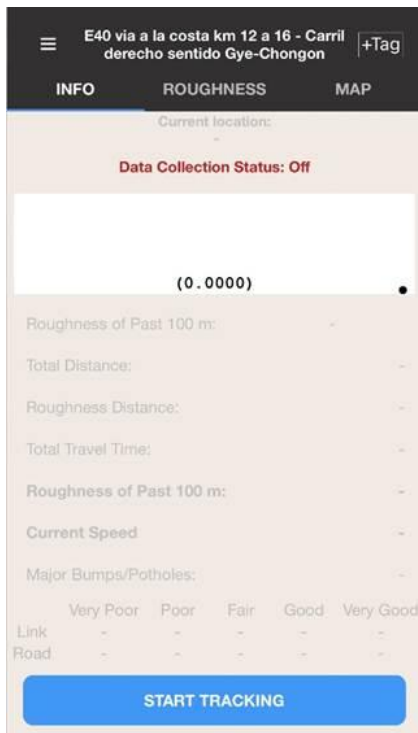 E40 via a la costa km 12 a 16 - Carril
derecho sentido Gye-Chongon
+Tag
INFO ROUGHNESS MAP
Current location:
-
Data Collection Status: Off
(0.0000)
Roughness of Past 100 m: -
Total Distance: -
Roughness Distance: -
Total Travel Time: -
Roughness of Past 100 m: -
Current Speed -
Major Bumps/Potholes: -
Very Poor Poor Fair Good Very Good
Link - - - - -
Road - - - - -
START TRACKING